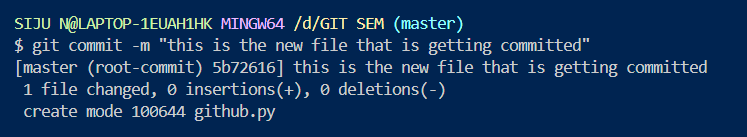 SIJU N@LAPTOP-1EUAH1HK MINGW64 /d/GIT SEM (master)
$ git commit -m "this is the new file that is getting committed"
[master (root-commit) 5b72616] this is the new file that is getting committed
 1 file changed, 0 insertions(+), 0 deletions(-)
 create mode 100644 github.py